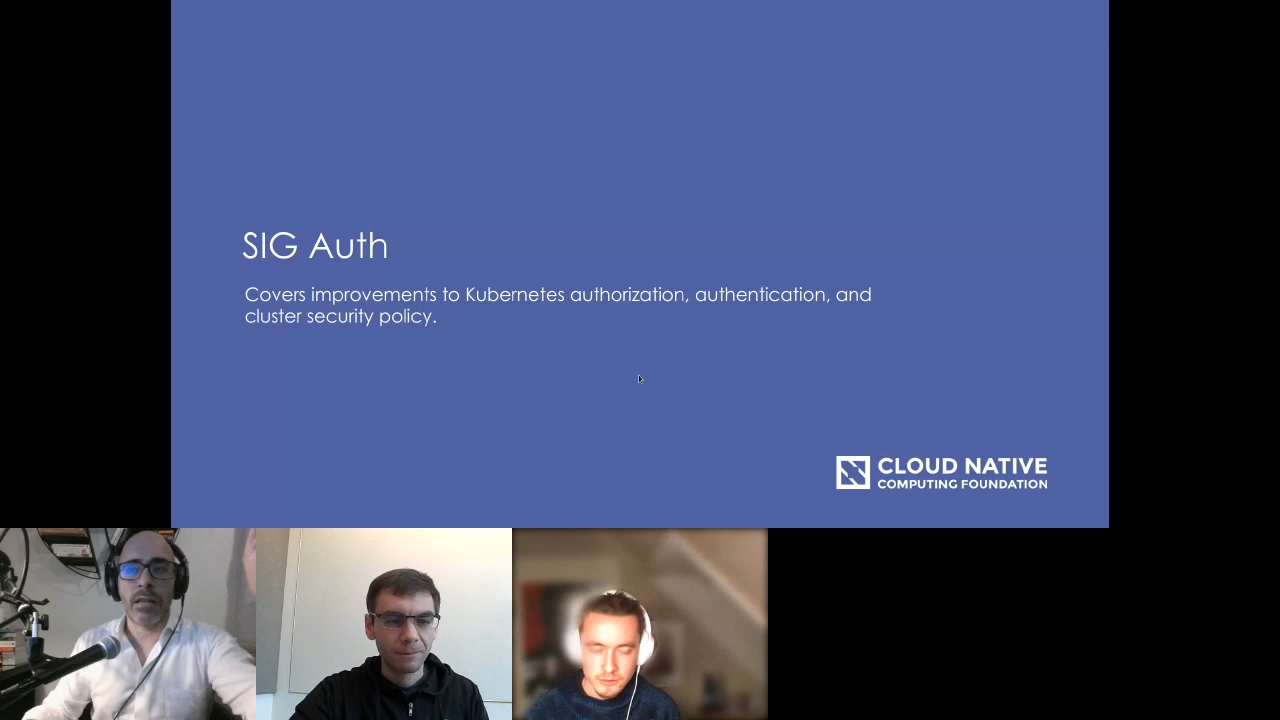 SIG Auth
Covers improvements to Kubernetes authorization, authentication, and
cluster security policy.
CLOUD NATIVE
COMPUTING FOUNDATION